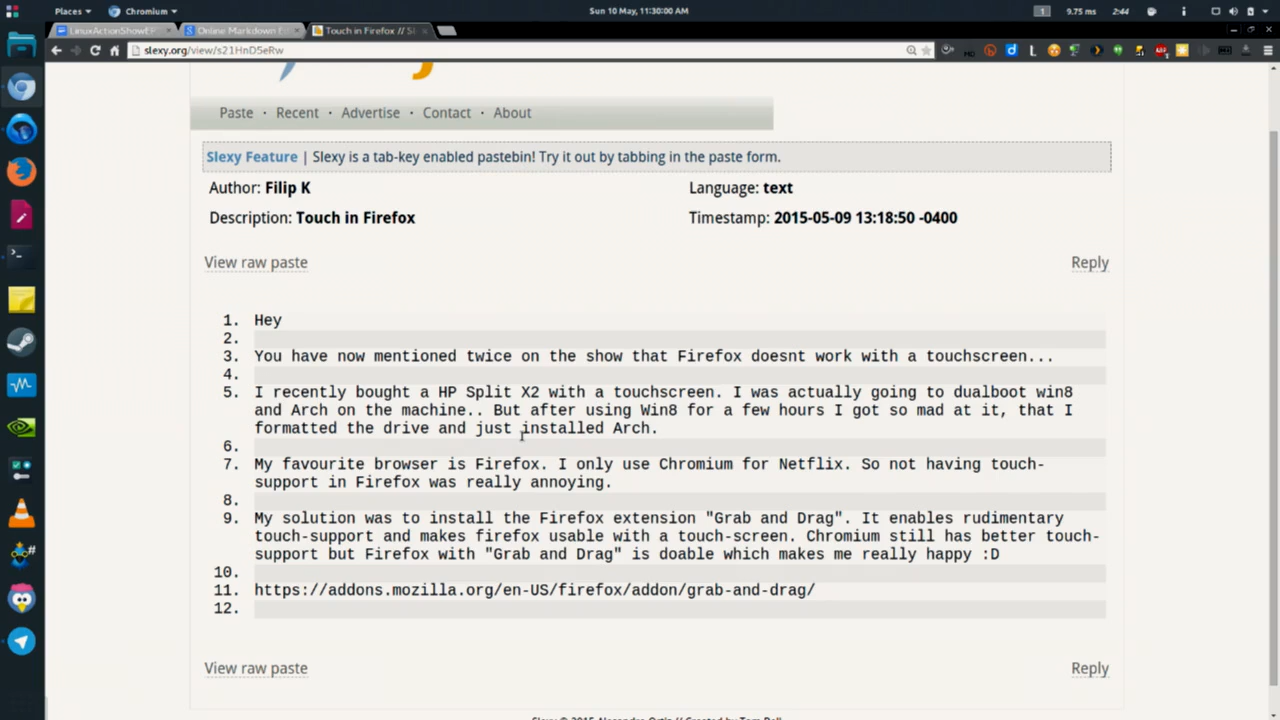 Places Chromium Sun 10 May, 11:30:00 AM 1 9.75 ms 2:44
LinuxActionShowEP Online Markdown Ed Touch in Firefox // Sl
slexy.org/view/s21HnD5eRw
Paste · Recent · Advertise · Contact · About
Slexy Feature | Slexy is a tab-key enabled pastebin! Try it out by tabbing in the paste form.
Author: Filip K Language: text
Description: Touch in Firefox Timestamp: 2015-05-09 13:18:50 -0400
View raw paste Reply
1. Hey
2.
3. You have now mentioned twice on the show that Firefox doesnt work with a touchscreen...
4.
5. I recently bought a HP Split X2 with a touchscreen. I was actually going to dualboot win8
and Arch on the machine.. But after using Win8 for a few hours I got so mad at it, that I
formatted the drive and just installed Arch.
6.
7. My favourite browser is Firefox. I only use Chromium for Netflix. So not having touch-
support in Firefox was really annoying.
8.
9. My solution was to install the Firefox extension "Grab and Drag". It enables rudimentary
touch-support and makes firefox usable with a touch-screen. Chromium still has better touch-
support but Firefox with "Grab and Drag" is doable which makes me really happy :D
10.
11. https://addons.mozilla.org/en-US/firefox/addon/grab-and-drag/
12.
View raw paste Reply